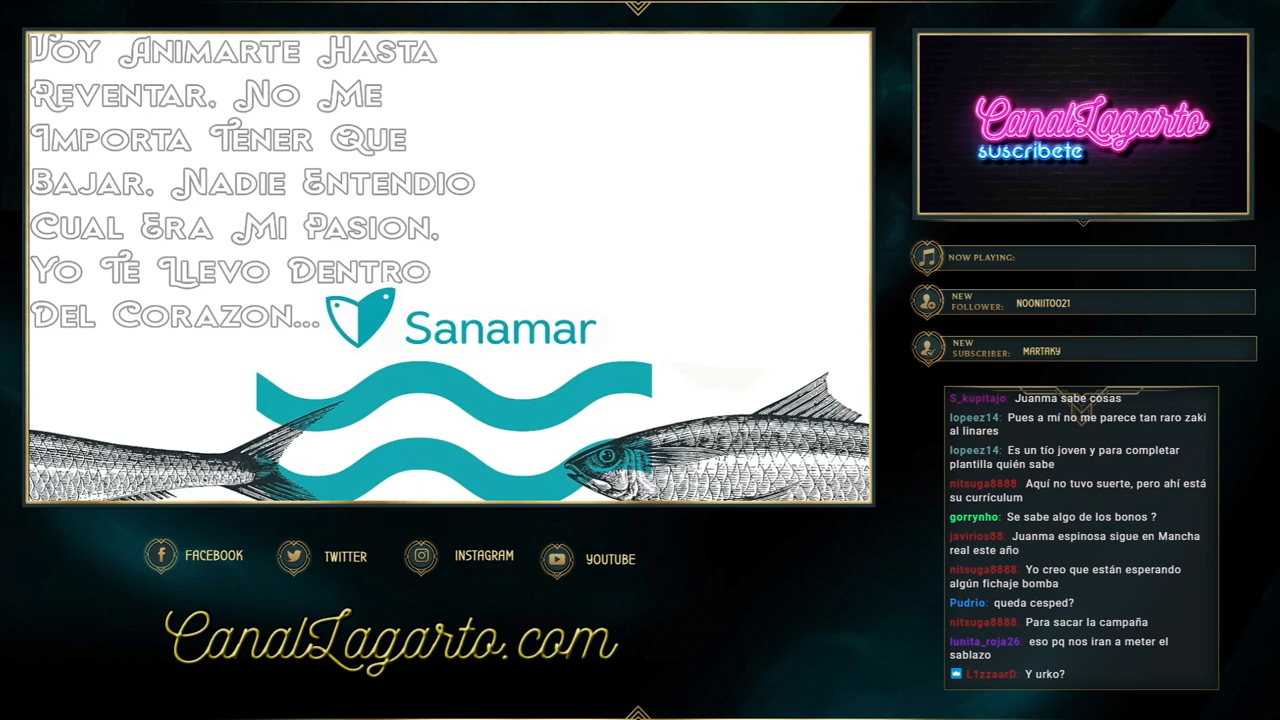 Voy Animarte Hasta
Reventar. No Me
Importa Tener Que
Bajar. Nadie Entendio
Cual Era Mi Pasion.
Yo Te Llevo Dentro
Del Corazon...
Sanamar
CanalLagarto
suscribete
NOW PLAYING:
NEW
FOLLOWER: NOONIITOO21
NEW
SUBSCRIBER: MARTAKY
S_kupitajo: Juanma sabe cosas
lopeez14: Pues a mí no me parece tan raro zaki
al linares
lopeez14: Es un tío joven y para completar
plantilla quién sabe
nitsuga8888: Aquí no tuvo suerte, pero ahí está
su currículum
gorrynho: Se sabe algo de los bonos ?
javirios88: Juanma espinosa sigue en Mancha
real este año
nitsuga8888: Yo creo que están esperando
algún fichaje bomba
Pudrio: queda cesped?
nitsuga8888: Para sacar la campaña
lunita_roja26: eso pq nos iran a meter el
sablazo
L1zzaarD: Y urko?
FACEBOOK
TWITTER
INSTAGRAM
YOUTUBE
CanalLagarto.com